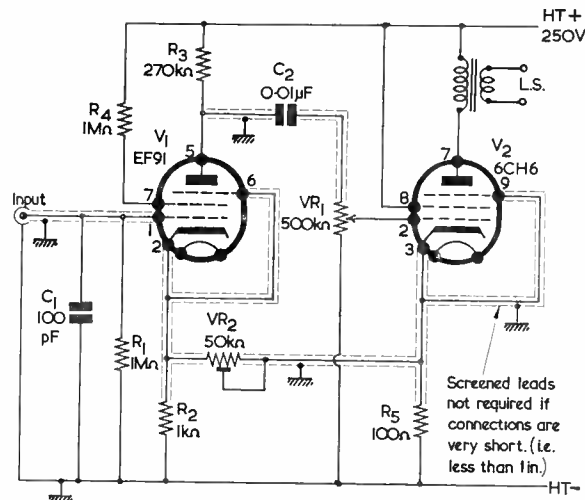 HT+
250V
R3
270kΩ
C2
0·01µF
L.S.
R4
1MΩ
V1
EF91
5
6
7
1
2
Input
VR1
500kΩ
7
V2
6CH6
9
8
2
3
C1
100
pF
R1
1MΩ
VR2
50kΩ
R2
1kΩ
R5
100Ω
Screened leads
not required if
connections are
very short. (i.e.
less than 1in.)
HT-